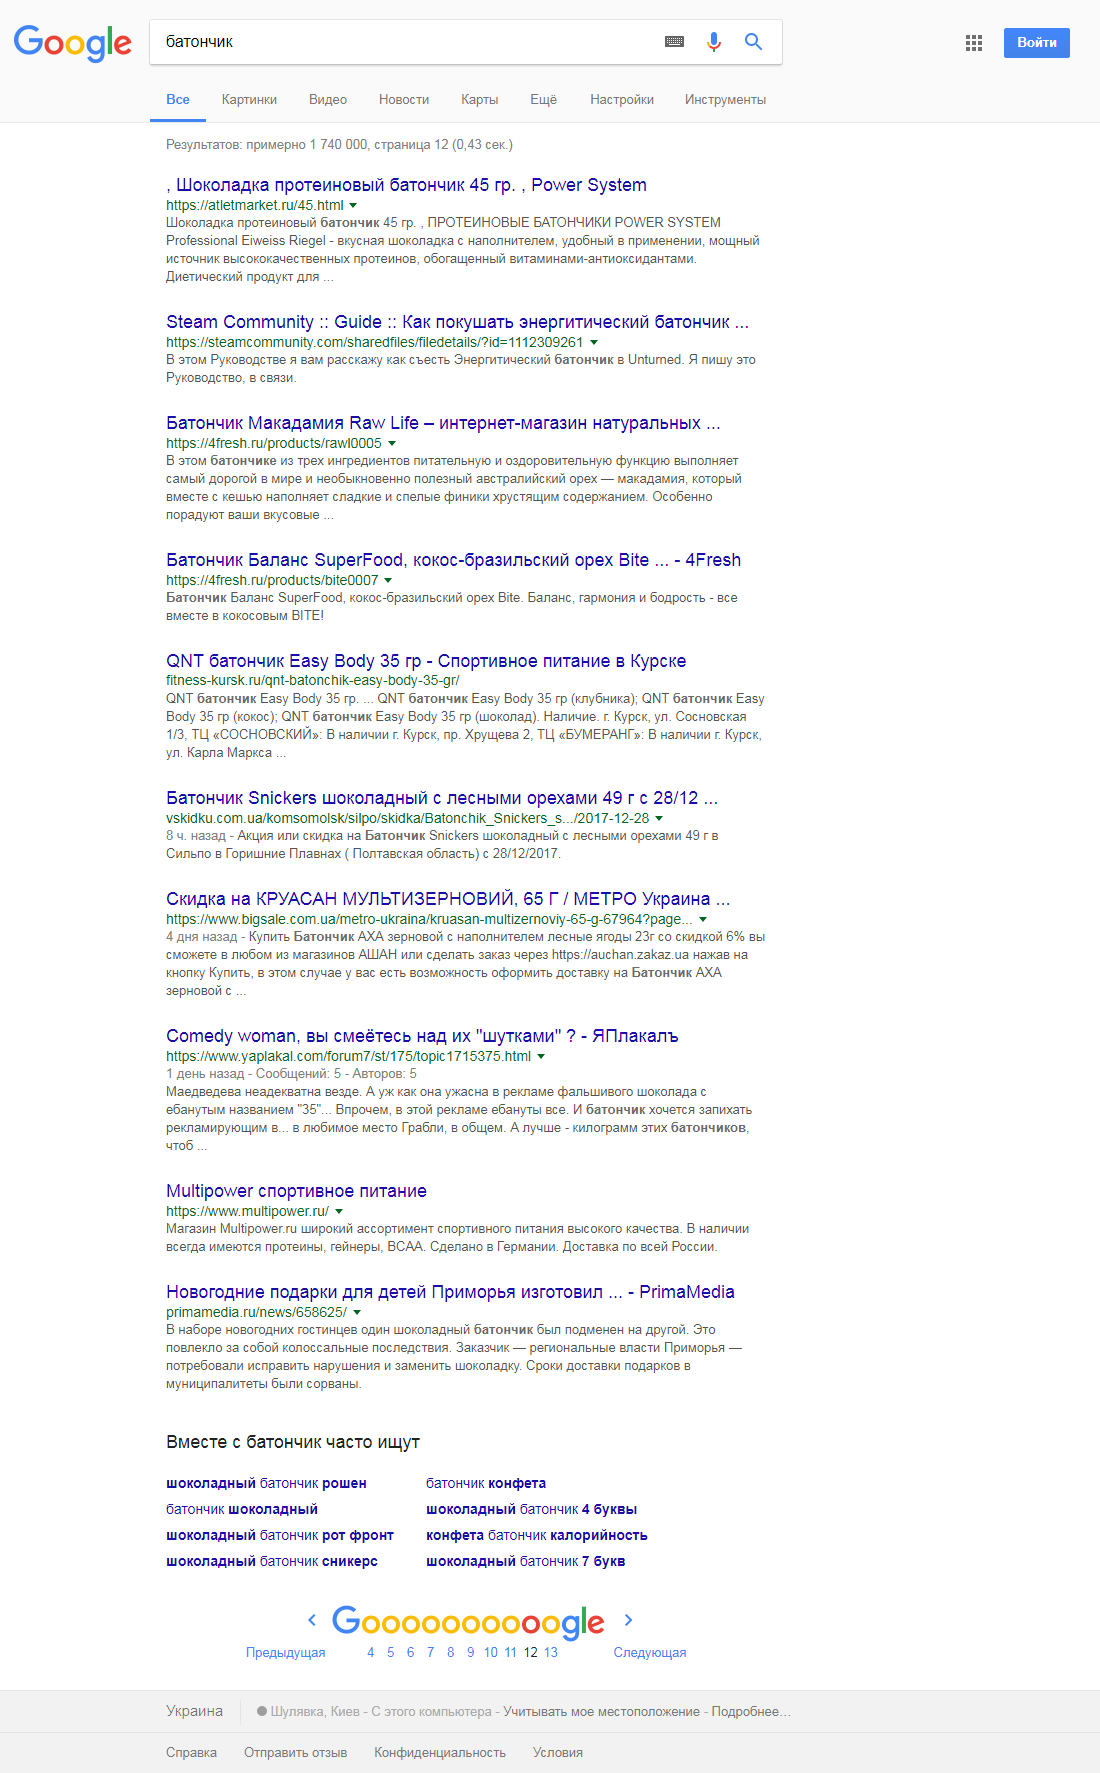 Google
батончик
Войти
Все Картинки Видео Новости Карты Ещё Настройки Инструменты
Результатов: примерно 1 740 000, страница 12 (0,43 сек.)
, Шоколадка протеиновый батончик 45 гр. , Power System
https://atletmarket.ru/45.html
Шоколадка протеиновый батончик 45 гр. , ПРОТЕИНОВЫЕ БАТОНЧИКИ POWER SYSTEM
Professional Eiweiss Riegel - вкусная шоколадка с наполнителем, удобный в применении, мощный
источник высококачественных протеинов, обогащенный витаминами-антиоксидантами.
Диетический продукт для ...
Steam Community :: Guide :: Как покушать энергитический батончик ...
https://steamcommunity.com/sharedfiles/filedetails/?id=1112309261
В этом Руководстве я вам расскажу как съесть Энергитический батончик в Unturned. Я пишу это
Руководство, в связи.
Батончик Макадамия Raw Life – интернет-магазин натуральных ...
https://4fresh.ru/products/rawl0005
В этом батончике из трех ингредиентов питательную и оздоровительную функцию выполняет
самый дорогой в мире и необыкновенно полезный австралийский орех — макадамия, который
вместе с кешью наполняет сладкие и спелые финики хрустящим содержанием. Особенно
порадуют ваши вкусовые ...
Батончик Баланс SuperFood, кокос-бразильский орех Bite ... - 4Fresh
https://4fresh.ru/products/bite0007
Батончик Баланс SuperFood, кокос-бразильский орех Bite. Баланс, гармония и бодрость - все
вместе в кокосовым BITE!
QNT батончик Easy Body 35 гр - Спортивное питание в Курске
fitness-kursk.ru/qnt-batonchik-easy-body-35-gr/
QNT батончик Easy Body 35 гр. ... QNT батончик Easy Body 35 гр (клубника); QNT батончик Easy
Body 35 гр (кокос); QNT батончик Easy Body 35 гр (шоколад). Наличие. г. Курск, ул. Сосновская
1/3, ТЦ «СОСНОВСКИЙ»: В наличии г. Курск, пр. Хрущева 2, ТЦ «БУМЕРАНГ»: В наличии г. Курск,
ул. Карла Маркса ...
Батончик Snickers шоколадный с лесными орехами 49 г с 28/12 ...
vskidku.com.ua/komsomolsk/silpo/skidka/Batonchik_Snickers_s.../2017-12-28
8 ч. назад - Акция или скидка на Батончик Snickers шоколадный с лесными орехами 49 г в
Сильпо в Горишние Плавнах ( Полтавская область) с 28/12/2017.
Скидка на КРУАСАН МУЛЬТИЗЕРНОВИЙ, 65 Г / МЕТРО Украина ...
https://www.bigsale.com.ua/metro-ukraina/kruasan-multizernoviy-65-g-67964?page...
4 дня назад - Купить Батончик АХА зерновой с наполнителем лесные ягоды 23г со скидкой 6% вы
сможете в любом из магазинов АШАН или сделать заказ через https://auchan.zakaz.ua нажав на
кнопку Купить, в этом случае у вас есть возможность оформить доставку на Батончик АХА
зерновой с ...
Comedy woman, вы смеётесь над их "шутками" ? - ЯПлакалъ
https://www.yaplakal.com/forum7/st/175/topic1715375.html
1 день назад - Сообщений: 5 - Авторов: 5
Маедведева неадекватна везде. А уж как она ужасна в рекламе фальшивого шоколада с
ебанутым названием "35"... Впрочем, в этой рекламе ебануты все. И батончик хочется запихать
рекламирующим в... в любимое место Грабли, в общем. А лучше - килограмм этих батончиков,
чтоб ...
Multipower спортивное питание
https://www.multipower.ru/
Магазин Multipower.ru широкий ассортимент спортивного питания высокого качества. В наличии
всегда имеются протеины, гейнеры, BCAA. Сделано в Германии. Доставка по всей России.
Новогодние подарки для детей Приморья изготовил ... - PrimaMedia
primamedia.ru/news/658625/
В наборе новогодних гостинцев один шоколадный батончик был подменен на другой. Это
повлекло за собой колоссальные последствия. Заказчик — региональные власти Приморья —
потребовали исправить нарушения и заменить шоколадку. Сроки доставки подарков в
муниципалитеты были сорваны.
Вместе с батончик часто ищут
шоколадный батончик рошен батончик конфета
батончик шоколадный шоколадный батончик 4 буквы
шоколадный батончик рот фронт конфета батончик калорийность
шоколадный батончик сникерс шоколадный батончик 7 букв
Goooooooooogle
Предыдущая 4 5 6 7 8 9 10 11 12 13 Следующая
Украина Шулявка, Киев - С этого компьютера - Учитывать мое местоположение - Подробнее...
Справка Отправить отзыв Конфиденциальность Условия